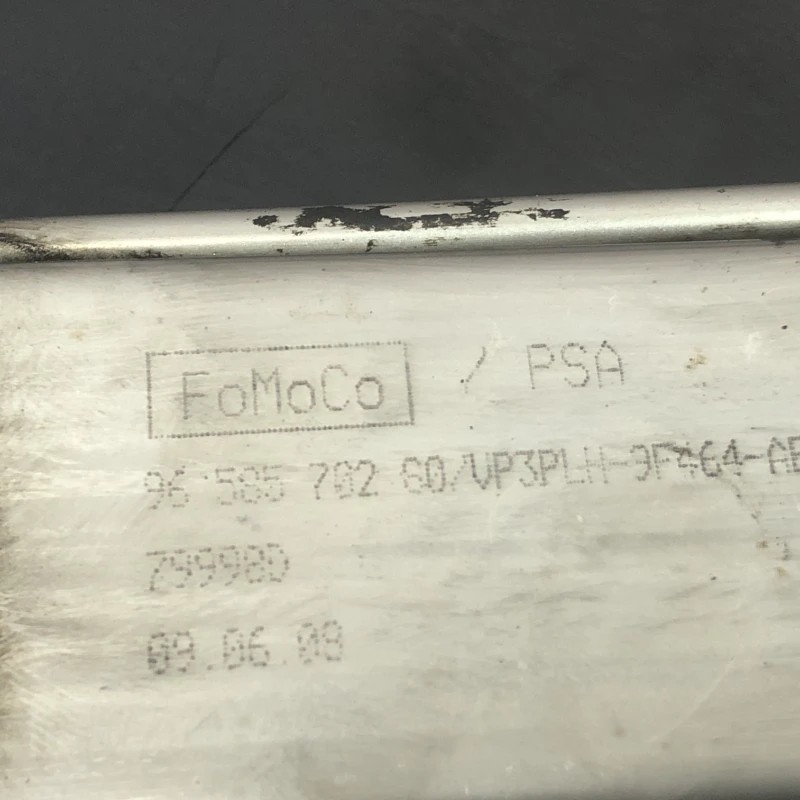 FoMoCo / PSA
96 585 702 80/VP3PLH-9F464-AE
79990D
09.06.08